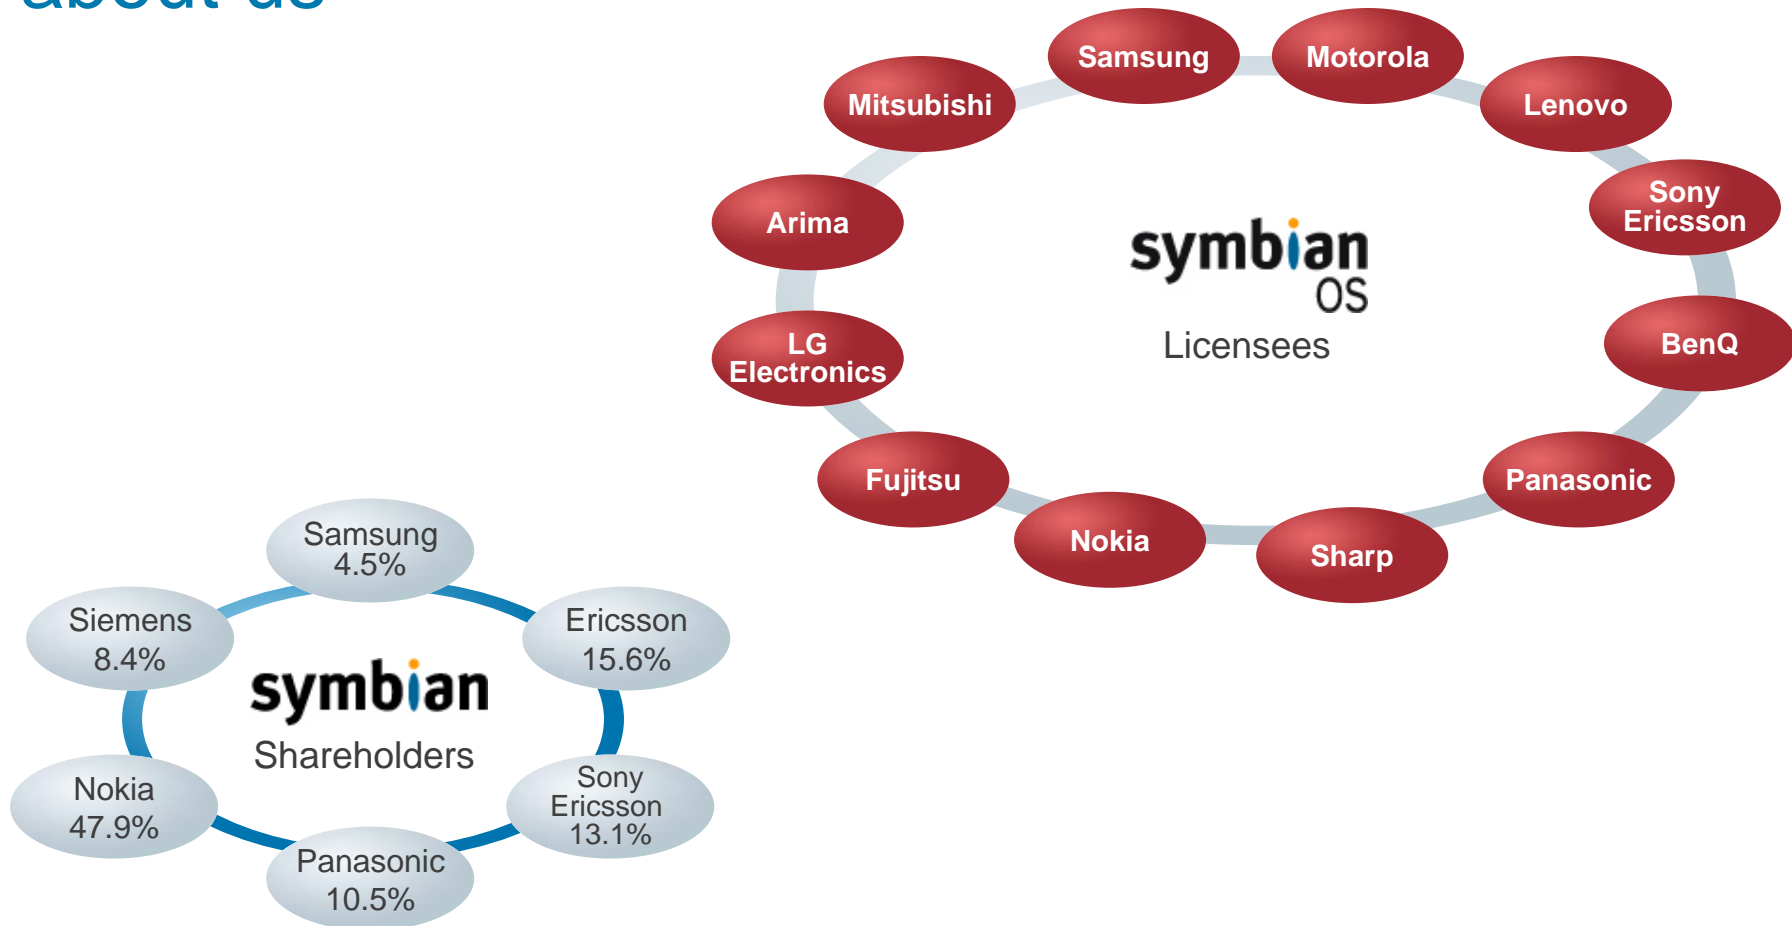 about us
Samsung
Motorola
Mitsubishi
Lenovo
Sony
Ericsson
Arima
symbian
OS
Licensees
LG
Electronics
BenQ
Fujitsu
Panasonic
Nokia
Sharp
Samsung
4.5%
Siemens
8.4%
Ericsson
15.6%
symbian
Shareholders
Nokia
47.9%
Sony
Ericsson
13.1%
Panasonic
10.5%